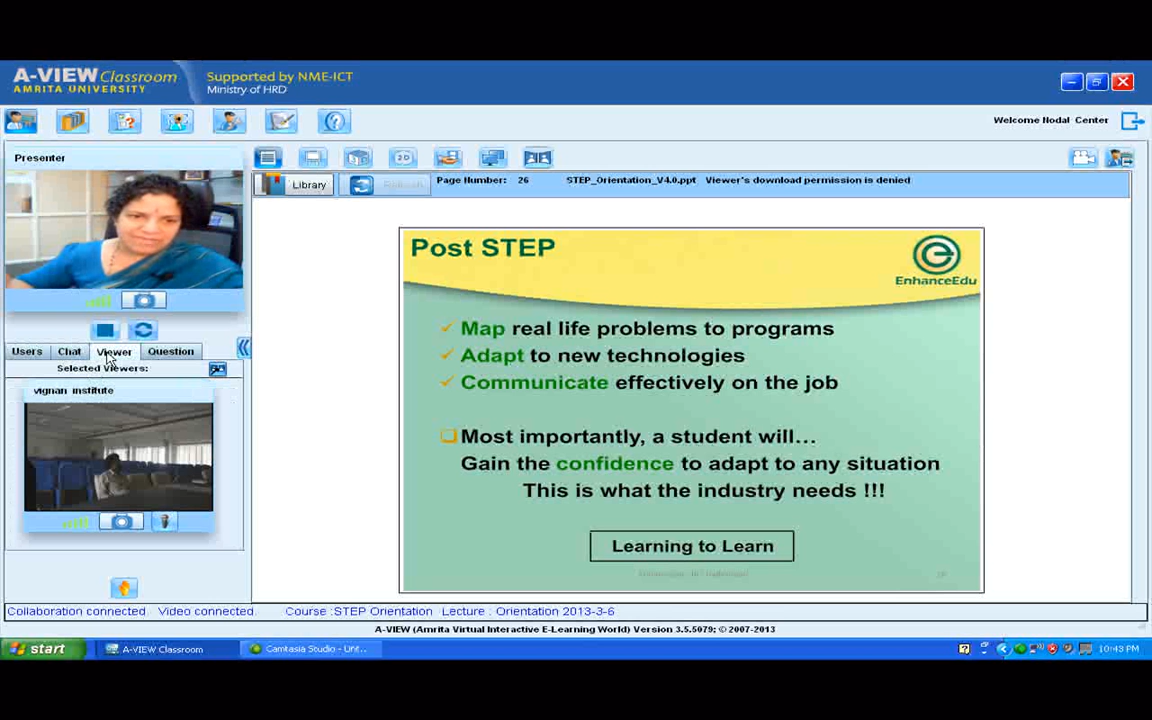 A-VIEW Classroom
AMRITA UNIVERSITY
Supported by NME-ICT
Ministry of HRD
Welcome Nodal Center
Presenter
2D
Library
Refresh
Page Number: 26
STEP_Orientation_V4.0.ppt
Viewer's download permission is denied
Post STEP
EnhanceEdu
Map real life problems to programs
Adapt to new technologies
Communicate effectively on the job
Most importantly, a student will...
Gain the confidence to adapt to any situation
This is what the industry needs !!!
Learning to Learn
Users
Chat
Viewer
Question
Selected Viewers:
vignan institute
Collaboration connected
Video connected
Course :STEP Orientation
Lecture : Orientation 2013-3-6
A-VIEW (Amrita Virtual Interactive E-Learning World) Version 3.5.5079; © 2007-2013
start
A-VIEW Classroom
Camtasia Studio - Unt...
10:43 PM